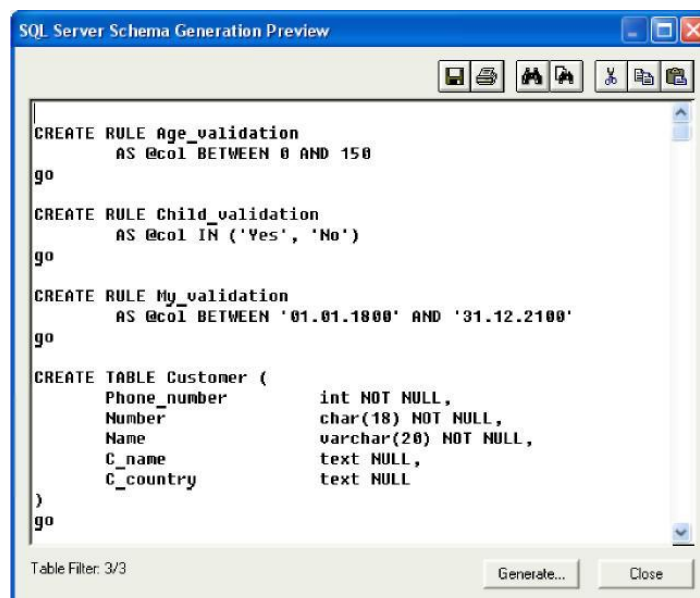 SQL Server Schema Generation Preview
CREATE RULE Age_validation
AS @col BETWEEN 0 AND 150
go
CREATE RULE Child_validation
AS @col IN ('Yes', 'No')
go
CREATE RULE My_validation
AS @col BETWEEN '01.01.1800' AND '31.12.2100'
go
CREATE TABLE Customer (
Phone_number int NOT NULL,
Number char(18) NOT NULL,
Name varchar(20) NOT NULL,
C_name text NULL,
C_country text NULL
)
go
Table Filter: 3/3
Generate... Close